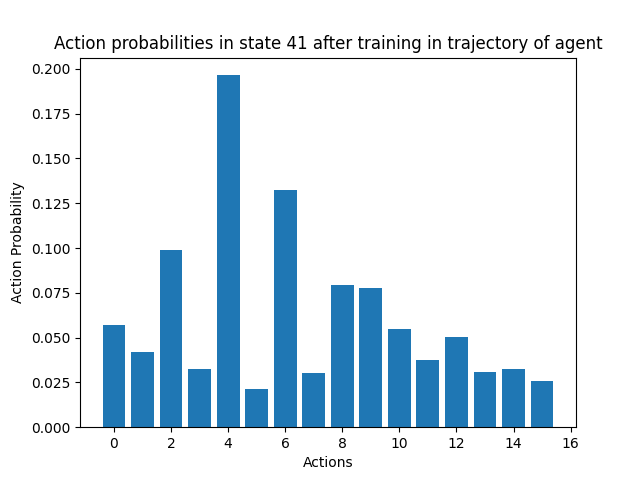 Action probabilities in state 41 after training in trajectory of agent
0.200
0.175
0.150
0.125
0.100
0.075
0.050
0.025
0.000
Action Probability
0 2 4 6 8 10 12 14 16
Actions